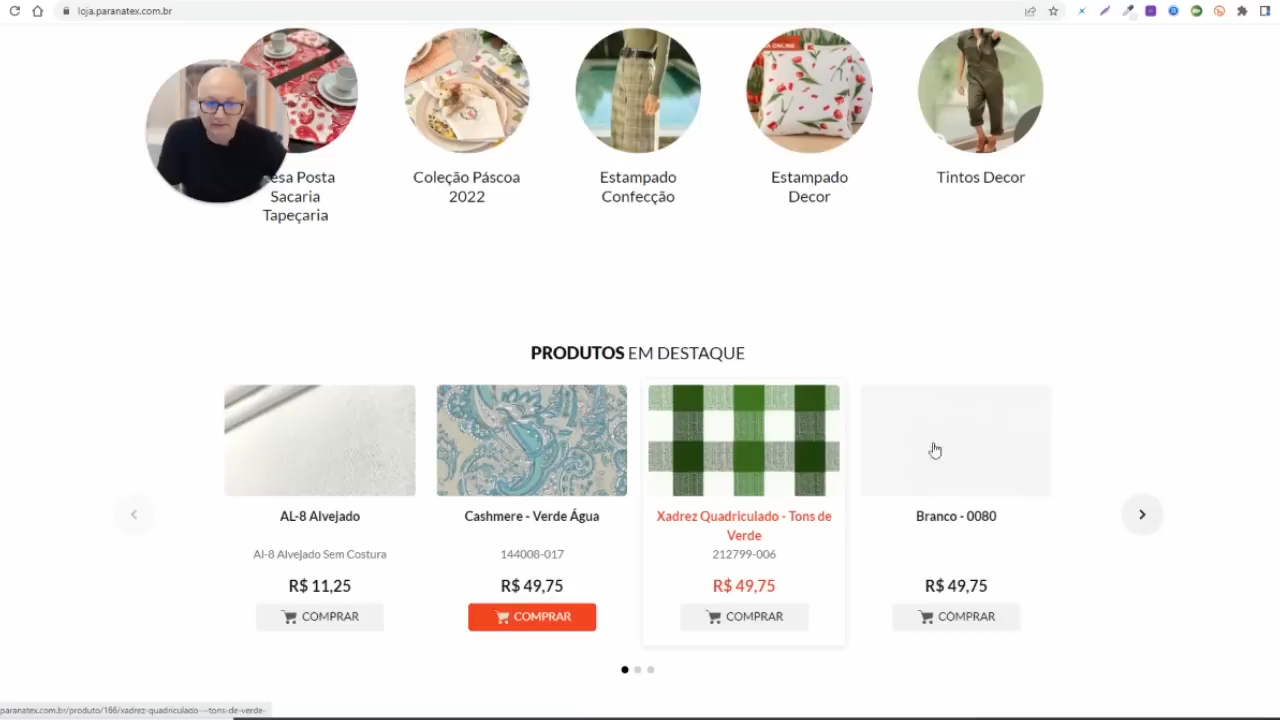 loja.paranatex.com.br
esa Posta
Sacaria
Tapeçaria
Coleção Páscoa
2022
Estampado
Confecção
Estampado
Decor
Tintos Decor
PRODUTOS EM DESTAQUE
AL-8 Alvejado
Al-8 Alvejado Sem Costura
R$ 11,25
COMPRAR
Cashmere - Verde Água
144008-017
R$ 49,75
COMPRAR
Xadrez Quadriculado - Tons de
Verde
212799-006
R$ 49,75
COMPRAR
Branco - 0080
R$ 49,75
COMPRAR
paranatex.com.br/produto/166/xadrez-quadriculado---tons-de-verde-